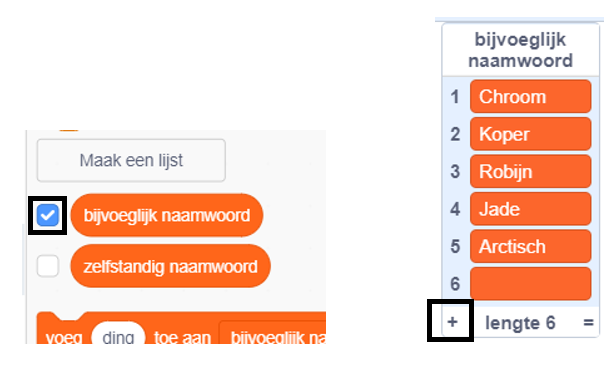 Maak een lijst
bijvoeglijk naamwoord
zelfstandig naamwoord
voeg ding toe aan bijvoeglijk na
bijvoeglijk
naamwoord
1 Chroom
2 Koper
3 Robijn
4 Jade
5 Arctisch
6
+ lengte 6 =